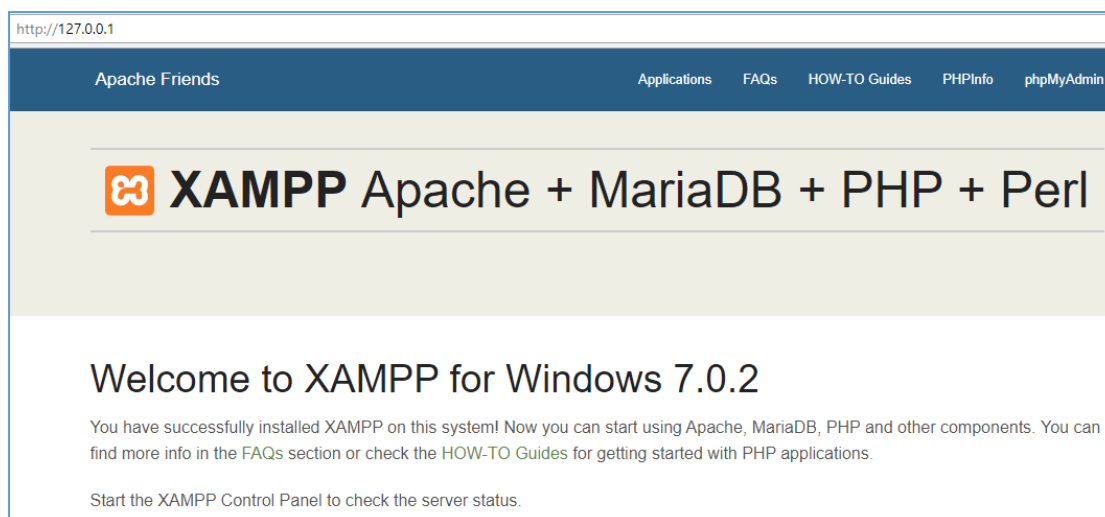 http://127.0.0.1
Apache Friends Applications FAQs HOW-TO Guides PHPInfo phpMyAdmin
XAMPP Apache + MariaDB + PHP + Perl
Welcome to XAMPP for Windows 7.0.2
You have successfully installed XAMPP on this system! Now you can start using Apache, MariaDB, PHP and other components. You can
find more info in the FAQs section or check the HOW-TO Guides for getting started with PHP applications.
Start the XAMPP Control Panel to check the server status.